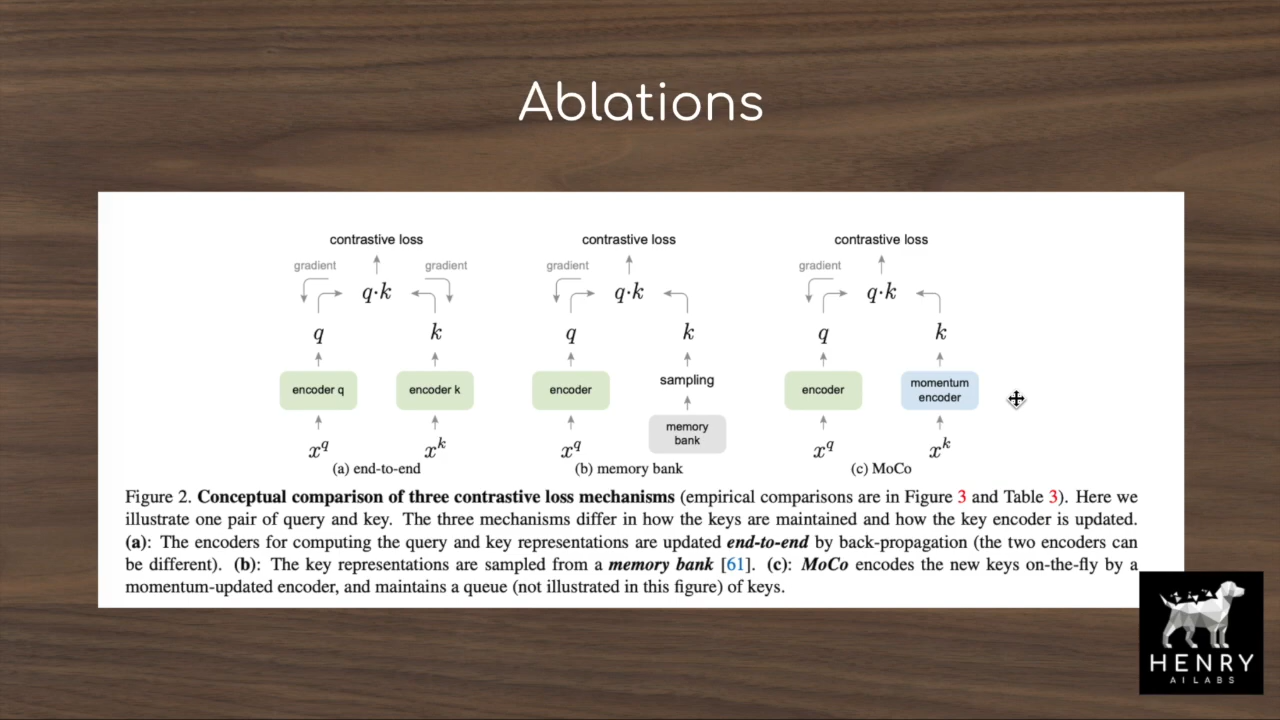 Ablations
contrastive loss contrastive loss contrastive loss
gradient gradient gradient gradient
q·k q·k q·k
q k q k q k
encoder q encoder k encoder sampling encoder momentum encoder
memory bank
x^q x^k x^q x^q x^k
(a) end-to-end (b) memory bank (c) MoCo
Figure 2. Conceptual comparison of three contrastive loss mechanisms (empirical comparisons are in Figure 3 and Table 3). Here we
illustrate one pair of query and key. The three mechanisms differ in how the keys are maintained and how the key encoder is updated.
(a): The encoders for computing the query and key representations are updated end-to-end by back-propagation (the two encoders can
be different). (b): The key representations are sampled from a memory bank [61]. (c): MoCo encodes the new keys on-the-fly by a
momentum-updated encoder, and maintains a queue (not illustrated in this figure) of keys.
HENRY
AI LABS